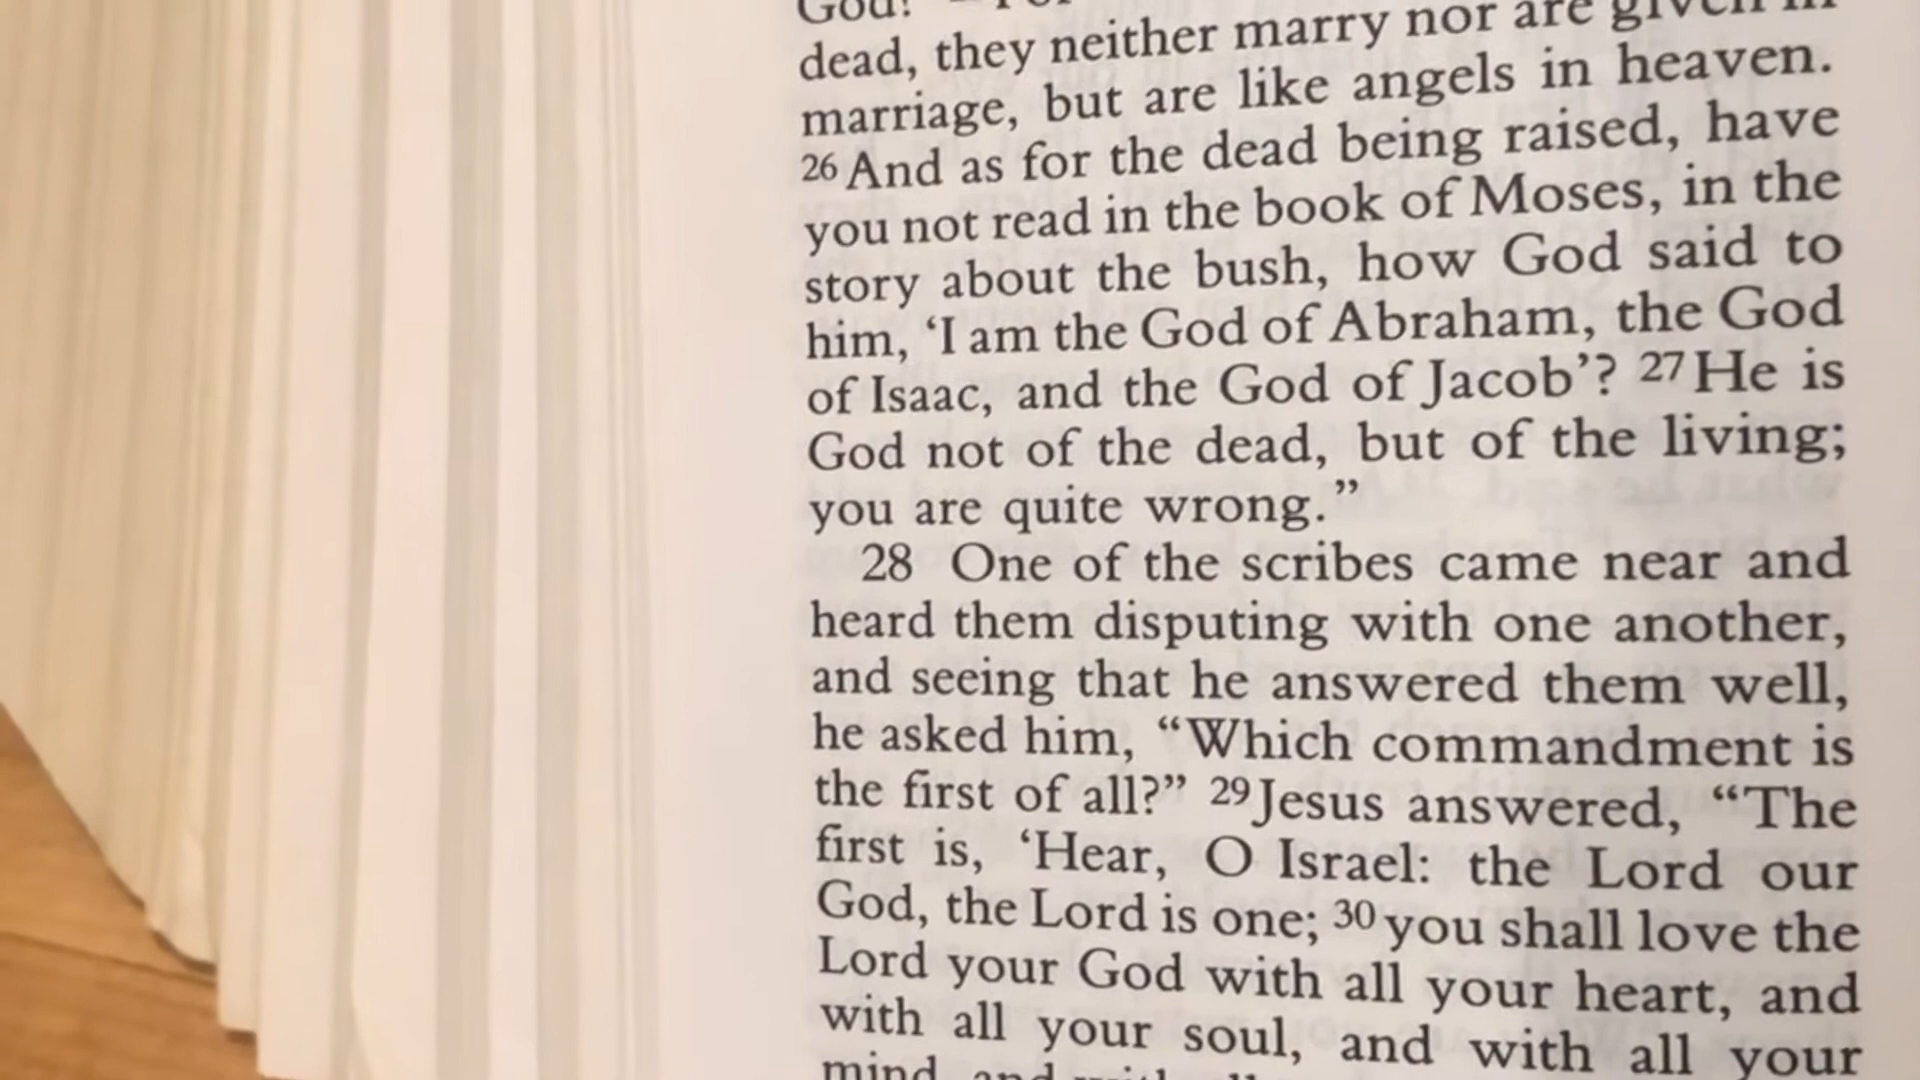 God?
dead, they neither marry nor are given in
marriage, but are like angels in heaven.
26 And as for the dead being raised, have
you not read in the book of Moses, in the
story about the bush, how God said to
him, ‘I am the God of Abraham, the God
of Isaac, and the God of Jacob’? 27 He is
God not of the dead, but of the living;
you are quite wrong.”
28 One of the scribes came near and
heard them disputing with one another,
and seeing that he answered them well,
he asked him, “Which commandment is
the first of all?” 29 Jesus answered, “The
first is, ‘Hear, O Israel: the Lord our
God, the Lord is one; 30 you shall love the
Lord your God with all your heart, and
with all your soul, and with all your
mind, and with all